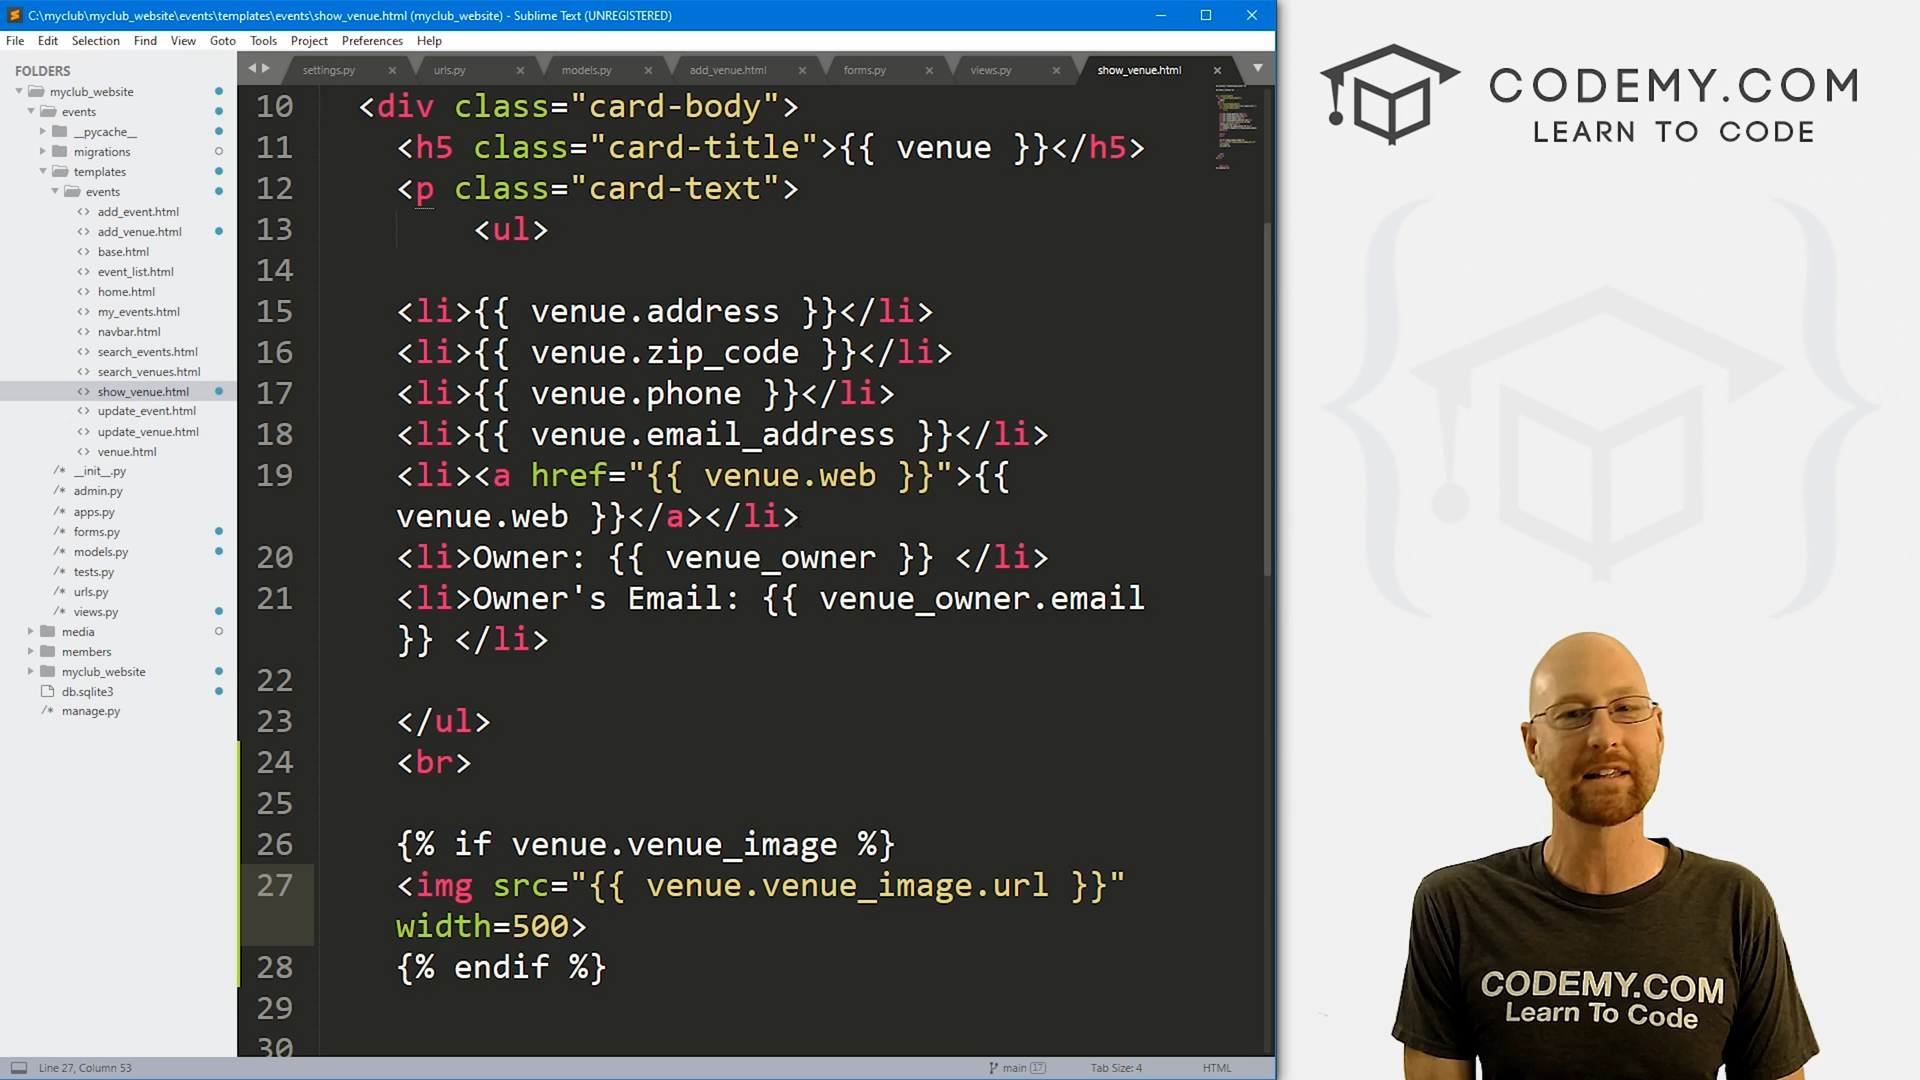 C:\myclub\myclub_website\events\templates\events\show_venue.html (myclub_website) - Sublime Text (UNREGISTERED)
File Edit Selection Find View Goto Tools Project Preferences Help
FOLDERS
myclub_website
events
__pycache__
migrations
templates
events
add_event.html
add_venue.html
base.html
event_list.html
home.html
my_events.html
navbar.html
search_events.html
search_venues.html
show_venue.html
update_event.html
update_venue.html
venue.html
__init__.py
admin.py
apps.py
forms.py
models.py
tests.py
urls.py
views.py
media
members
myclub_website
db.sqlite3
manage.py
settings.py urls.py models.py add_venue.html forms.py views.py show_venue.html
10 <div class="card-body">
11 <h5 class="card-title">{{ venue }}</h5>
12 <p class="card-text">
13 <ul>
14
15 <li>{{ venue.address }}</li>
16 <li>{{ venue.zip_code }}</li>
17 <li>{{ venue.phone }}</li>
18 <li>{{ venue.email_address }}</li>
19 <li><a href="{{ venue.web }}">{{
venue.web }}</a></li>
20 <li>Owner: {{ venue_owner }} </li>
21 <li>Owner's Email: {{ venue_owner.email
}} </li>
22
23 </ul>
24 <br>
25
26 {% if venue.venue_image %}
27 <img src="{{ venue.venue_image.url }}"
width=500>
28 {% endif %}
29
30
Line 27, Column 53 main 17 Tab Size: 4 HTML
CODEMY.COM
LEARN TO CODE
CODEMY.COM
Learn To Code